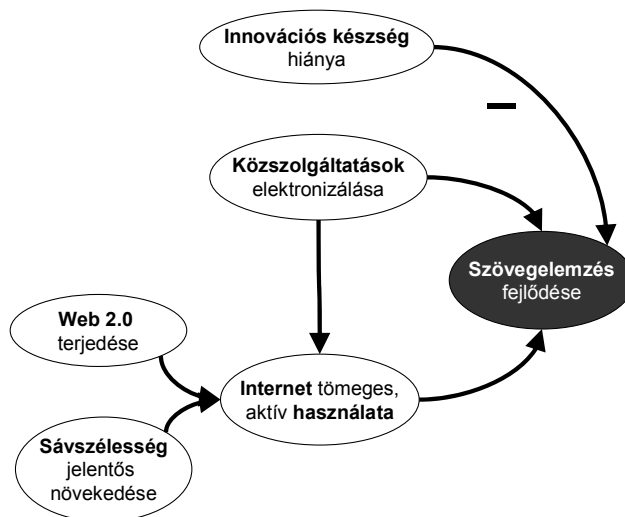 Innovációs készség
hiánya
—
Közszolgáltatások
elektronizálása
Szövegelemzés
fejlődése
Web 2.0
terjedése
Internet tömeges,
aktív használata
Sávszélesség
jelentős
növekedése